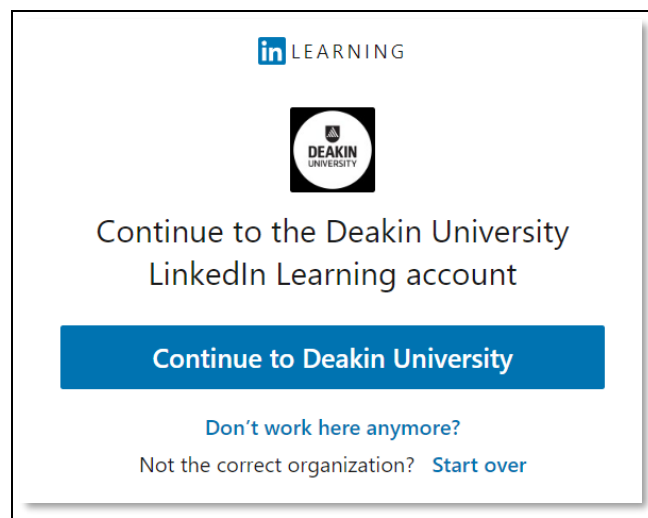 in LEARNING
DEAKIN
UNIVERSITY
Continue to the Deakin University
LinkedIn Learning account
Continue to Deakin University
Don't work here anymore?
Not the correct organization? Start over